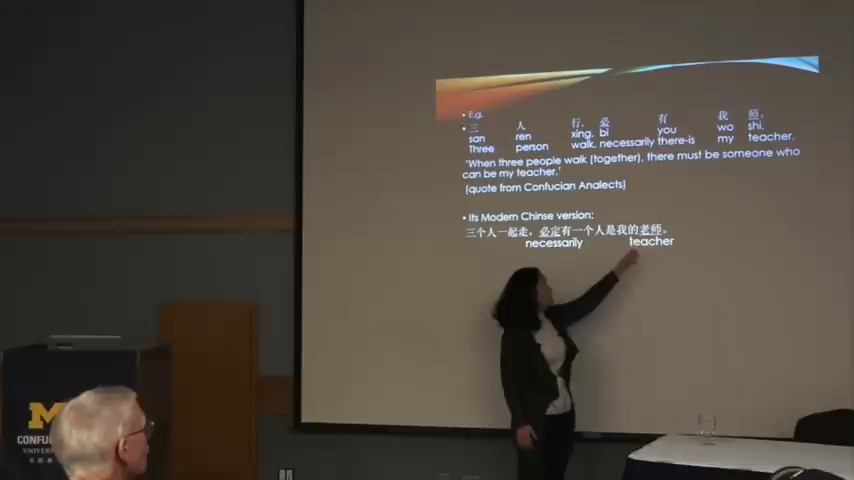 • E.g.
• 三 人 行, 必 有 我 师。
san ren xing, bi you wo shi.
Three person walk, necessarily there-is my teacher.
'When three people walk (together), there must be someone who
can be my teacher.'
(quote from Confucian Analects)
• Its Modern Chinse version:
三个人一起走，必定有一个人是我的老师。
necessarily teacher
M